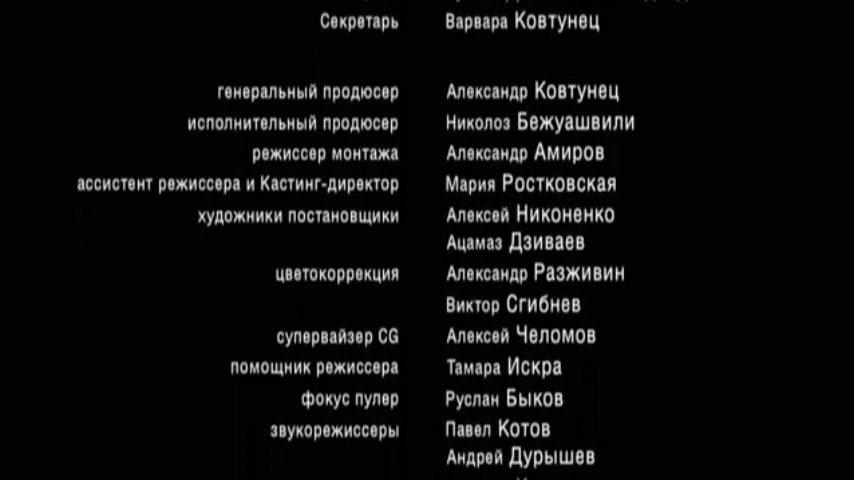 Секретарь Варвара Ковтунец
генеральный продюсер Александр Ковтунец
исполнительный продюсер Николоз Бежуашвили
режиссер монтажа Александр Амиров
ассистент режиссера и Кастинг-директор Мария Ростковская
художники постановщики Алексей Никоненко
Ацамаз Дзиваев
цветокоррекция Александр Разживин
Виктор Сгибнев
супервайзер CG Алексей Челомов
помощник режиссера Тамара Искра
фокус пулер Руслан Быков
звукорежиссеры Павел Котов
Андрей Дурышев